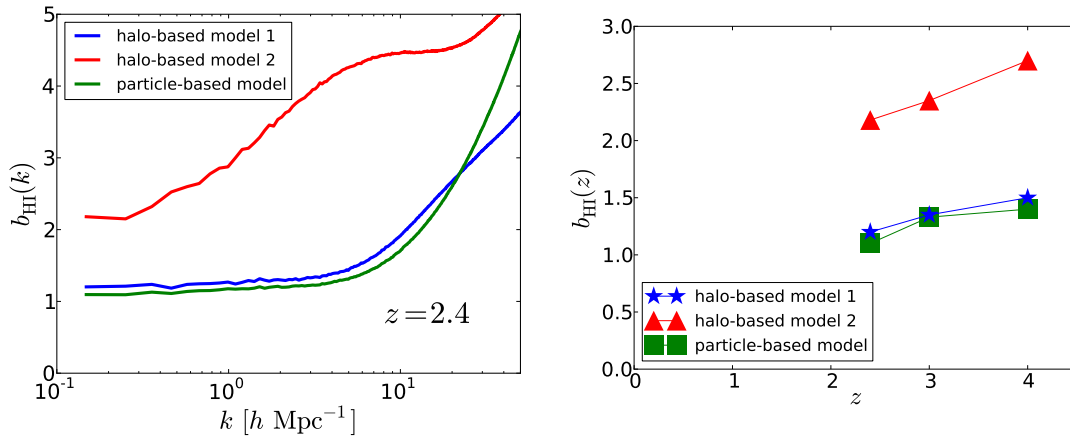 halo-based model 1
halo-based model 2
particle-based model
5
4
3
2
1
0
b_HI(k)
z=2.4
10^-1 10^0 10^1
k [h Mpc^-1]
3.0
2.5
2.0
1.5
1.0
0.5
0.0
b_HI(z)
halo-based model 1
halo-based model 2
particle-based model
0 1 2 3 4
z